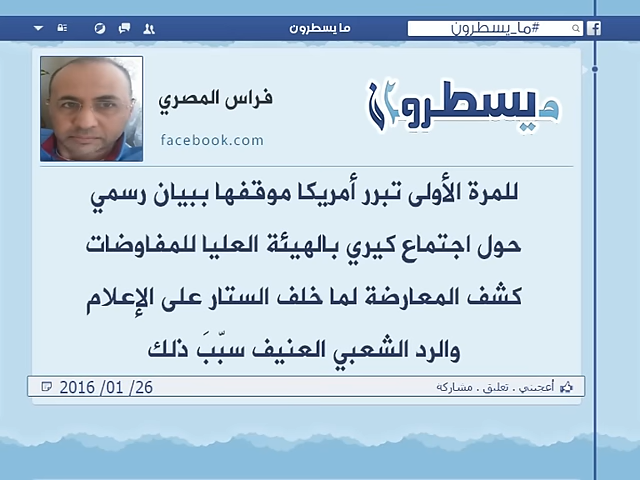 ما يسطرون
#ما_يسطرون
f
فراس المصري
facebook.com
ما يسطرون
للمرة الأولى تبرر أمريكا موقفها ببيان رسمي
حول اجتماع كيري بالهيئة العليا للمفاوضات
كشف المعارضة لما خلف الستار على الإعلام
والرد الشعبي العنيف سبّبَ ذلك
أعجبني . تعليق . مشاركه
2016 /01 /26